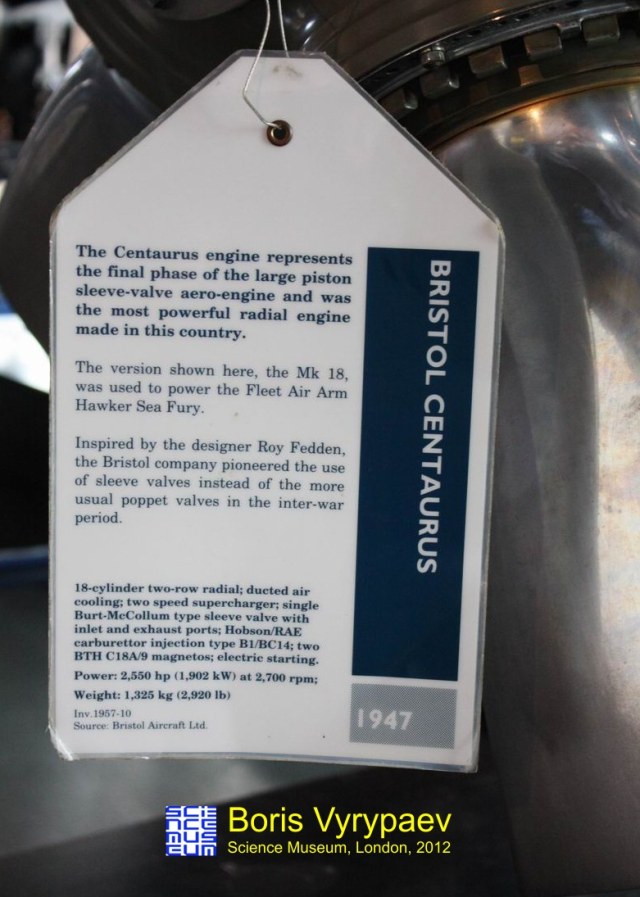 The Centaurus engine represents
the final phase of the large piston
sleeve-valve aero-engine and was
the most powerful radial engine
made in this country.
The version shown here, the Mk 18,
was used to power the Fleet Air Arm
Hawker Sea Fury.
Inspired by the designer Roy Fedden,
the Bristol company pioneered the use
of sleeve valves instead of the more
usual poppet valves in the inter-war
period.
18-cylinder two-row radial; ducted air
cooling; two speed supercharger; single
Burt-McCollum type sleeve valve with
inlet and exhaust ports; Hobson/RAE
carburettor injection type B1/BC14; two
BTH C18A/9 magnetos; electric starting.
Power: 2,550 hp (1,902 kW) at 2,700 rpm;
Weight: 1,325 kg (2,920 lb)
Inv.1957-10
Source: Bristol Aircraft Ltd.
BRISTOL CENTAURUS
1947
SCIENCE MUSEUM
Boris Vyrypaev
Science Museum, London, 2012